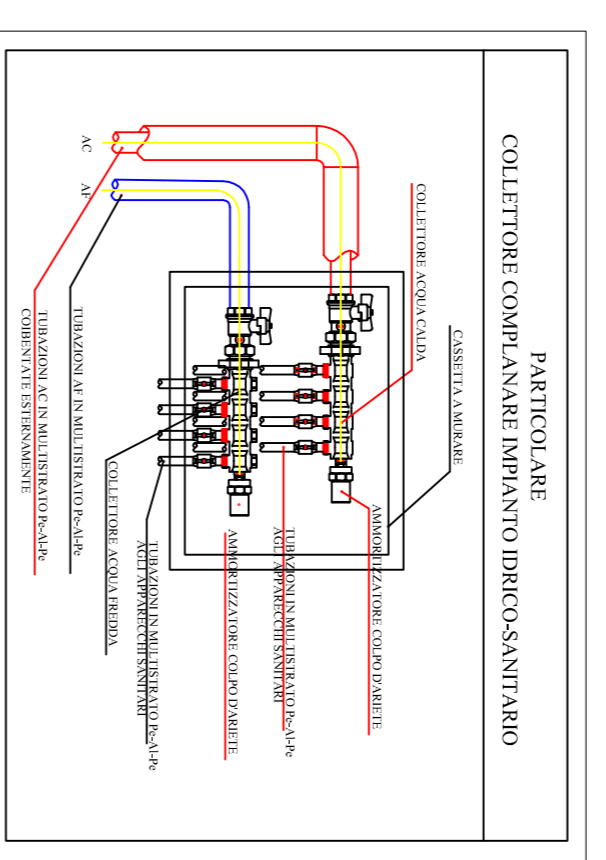 PARTICOLARE
COLLETTORE COMPLANARE IMPIANTO IDRICO-SANITARIO
CASSETTA A MURARE
COLLETTORE ACQUA CALDA
AMMORTIZZATORE COLPO D'ARIETE
TUBAZIONI IN MULTISTRATO Pe-Al-Pe
AGLI APPARECCHI SANITARI
AMMORTIZZATORE COLPO D'ARIETE
TUBAZIONI IN MULTISTRATO Pe-Al-Pe
AGLI APPARECCHI SANITARI
COLLETTORE ACQUA FREDDA
AC
AF
TUBAZIONI AF IN MULTISTRATO Pe-Al-Pe
TUBAZIONI AC IN MULTISTRATO Pe-Al-Pe
COIBENTATE ESTERNAMENTE